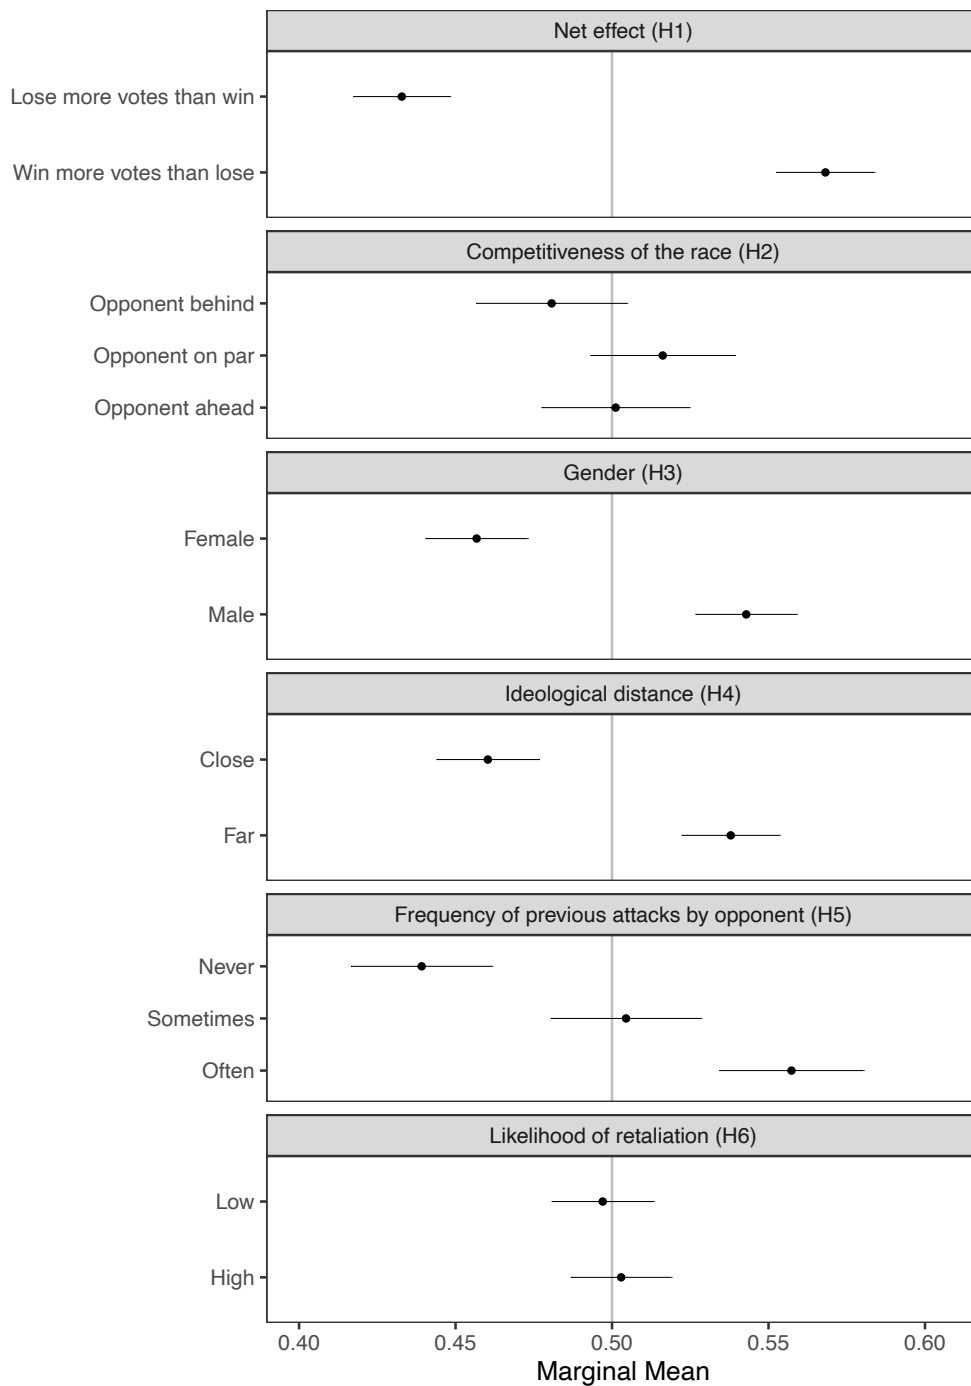 Net effect (H1)
Lose more votes than win
Win more votes than lose
Competitiveness of the race (H2)
Opponent behind
Opponent on par
Opponent ahead
Gender (H3)
Female
Male
Ideological distance (H4)
Close
Far
Frequency of previous attacks by opponent (H5)
Never
Sometimes
Often
Likelihood of retaliation (H6)
Low
High
0.40 0.45 0.50 0.55 0.60
Marginal Mean